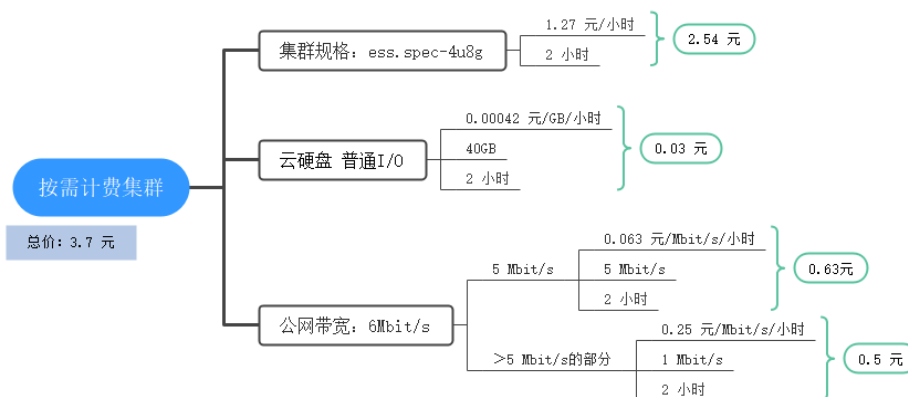 按需计费集群
总价：3.7 元
集群规格：ess.spec-4u8g
1.27 元/小时
2 小时
2.54 元
云硬盘 普通I/O
0.00042 元/GB/小时
40GB
2 小时
0.03 元
公网带宽：6Mbit/s
5 Mbit/s
0.063 元/Mbit/s/小时
5 Mbit/s
2 小时
0.63元
>5 Mbit/s的部分
0.25 元/Mbit/s/小时
1 Mbit/s
2 小时
0.5 元